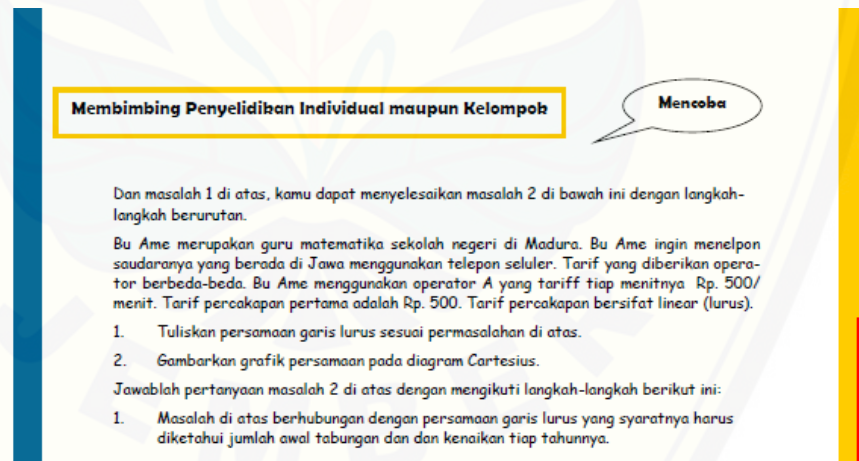 Membimbing Penyelidikan Individual maupun Kelompok
Mencoba
Dan masalah 1 di atas, kamu dapat menyelesaikan masalah 2 di bawah ini dengan langkah-
langkah berurutan.
Bu Ame merupakan guru matematika sekolah negeri di Madura. Bu Ame ingin menelpon
saudaranya yang berada di Jawa menggunakan telepon seluler. Tarif yang diberikan opera-
tor berbeda-beda. Bu Ame menggunakan operator A yang tariff tiap menitnya Rp. 500/
menit. Tarif percakapan pertama adalah Rp. 500. Tarif percakapan bersifat linear (lurus).
1. Tuliskan persamaan garis lurus sesuai permasalahan di atas.
2. Gambarkan grafik persamaan pada diagram Cartesius.
Jawablah pertanyaan masalah 2 di atas dengan mengikuti langkah-langkah berikut ini:
1. Masalah di atas berhubungan dengan persamaan garis lurus yang syaratnya harus
diketahui jumlah awal tabungan dan dan kenaikan tiap tahunnya.